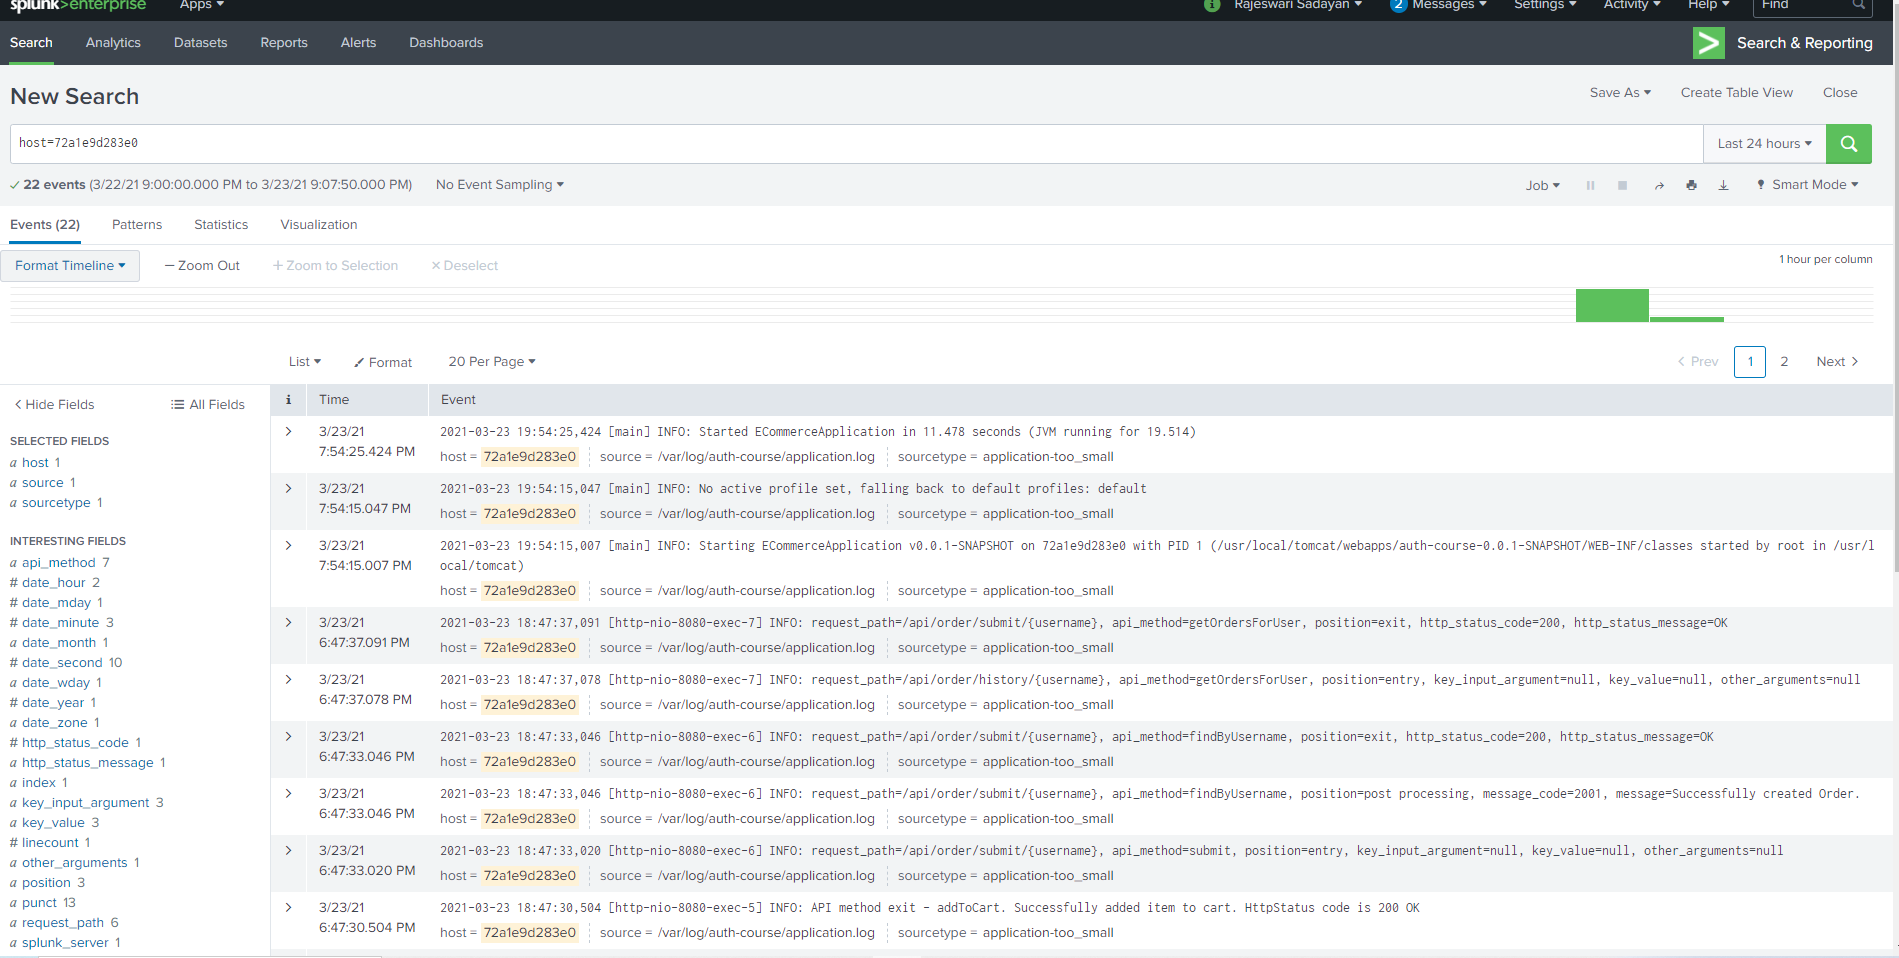 splunk>enterprise Apps i Rajeswari Sadayan 2 Messages Settings Activity Help Find
Search Analytics Datasets Reports Alerts Dashboards > Search & Reporting
New Search Save As Create Table View Close
host=72a1e9d283e0 Last 24 hours
22 events (3/22/21 9:00:00.000 PM to 3/23/21 9:07:50.000 PM) No Event Sampling Job Smart Mode
Events (22) Patterns Statistics Visualization
Format Timeline — Zoom Out + Zoom to Selection × Deselect 1 hour per column
List Format 20 Per Page < Prev 1 2 Next >
< Hide Fields All Fields
SELECTED FIELDS
a host 1
a source 1
a sourcetype 1
INTERESTING FIELDS
a api_method 7
# date_hour 2
# date_mday 1
# date_minute 3
a date_month 1
# date_second 10
a date_wday 1
# date_year 1
a date_zone 1
# http_status_code 1
a http_status_message 1
a index 1
a key_input_argument 3
a key_value 3
# linecount 1
a other_arguments 1
a position 3
a punct 13
a request_path 6
a splunk_server 1
i Time Event
> 3/23/21 2021-03-23 19:54:25,424 [main] INFO: Started ECommerceApplication in 11.478 seconds (JVM running for 19.514)
7:54:25.424 PM host = 72a1e9d283e0 source = /var/log/auth-course/application.log sourcetype = application-too_small
> 3/23/21 2021-03-23 19:54:15,047 [main] INFO: No active profile set, falling back to default profiles: default
7:54:15.047 PM host = 72a1e9d283e0 source = /var/log/auth-course/application.log sourcetype = application-too_small
> 3/23/21 2021-03-23 19:54:15,007 [main] INFO: Starting ECommerceApplication v0.0.1-SNAPSHOT on 72a1e9d283e0 with PID 1 (/usr/local/tomcat/webapps/auth-course-0.0.1-SNAPSHOT/WEB-INF/classes started by root in /usr/l
7:54:15.007 PM ocal/tomcat)
host = 72a1e9d283e0 source = /var/log/auth-course/application.log sourcetype = application-too_small
> 3/23/21 2021-03-23 18:47:37,091 [http-nio-8080-exec-7] INFO: request_path=/api/order/submit/{username}, api_method=getOrdersForUser, position=exit, http_status_code=200, http_status_message=OK
6:47:37.091 PM host = 72a1e9d283e0 source = /var/log/auth-course/application.log sourcetype = application-too_small
> 3/23/21 2021-03-23 18:47:37,078 [http-nio-8080-exec-7] INFO: request_path=/api/order/history/{username}, api_method=getOrdersForUser, position=entry, key_input_argument=null, key_value=null, other_arguments=null
6:47:37.078 PM host = 72a1e9d283e0 source = /var/log/auth-course/application.log sourcetype = application-too_small
> 3/23/21 2021-03-23 18:47:33,046 [http-nio-8080-exec-6] INFO: request_path=/api/order/submit/{username}, api_method=findByUsername, position=exit, http_status_code=200, http_status_message=OK
6:47:33.046 PM host = 72a1e9d283e0 source = /var/log/auth-course/application.log sourcetype = application-too_small
> 3/23/21 2021-03-23 18:47:33,046 [http-nio-8080-exec-6] INFO: request_path=/api/order/submit/{username}, api_method=findByUsername, position=post processing, message_code=2001, message=Successfully created Order.
6:47:33.046 PM host = 72a1e9d283e0 source = /var/log/auth-course/application.log sourcetype = application-too_small
> 3/23/21 2021-03-23 18:47:33,020 [http-nio-8080-exec-6] INFO: request_path=/api/order/submit/{username}, api_method=submit, position=entry, key_input_argument=null, key_value=null, other_arguments=null
6:47:33.020 PM host = 72a1e9d283e0 source = /var/log/auth-course/application.log sourcetype = application-too_small
> 3/23/21 2021-03-23 18:47:30,504 [http-nio-8080-exec-5] INFO: API method exit - addToCart. Successfully added item to cart. HttpStatus code is 200 OK
6:47:30.504 PM host = 72a1e9d283e0 source = /var/log/auth-course/application.log sourcetype = application-too_small